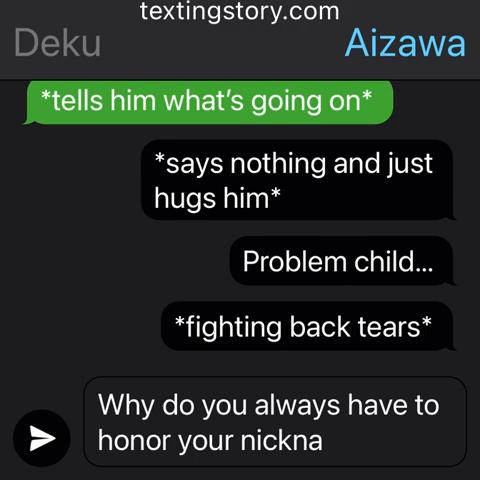 textingstory.com
Deku
Aizawa
*tells him what’s going on*
*says nothing and just
hugs him*
Problem child...
*fighting back tears*
Why do you always have to
honor your nickna